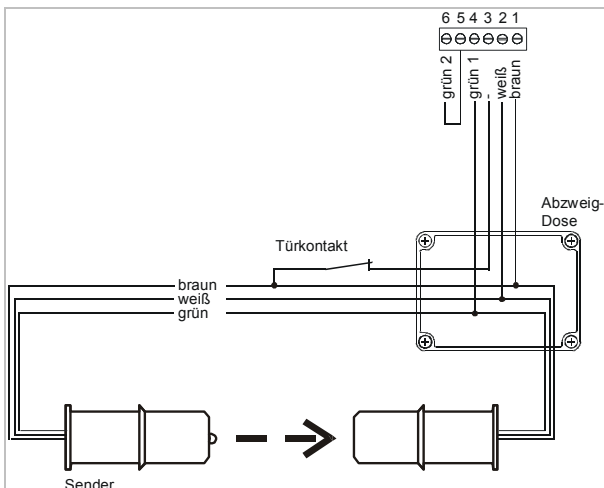 6 5 4 3 2 1
grün 2
grün 1
-
weiß
braun
Abzweig-
Dose
Türkontakt
braun
weiß
grün
Sender